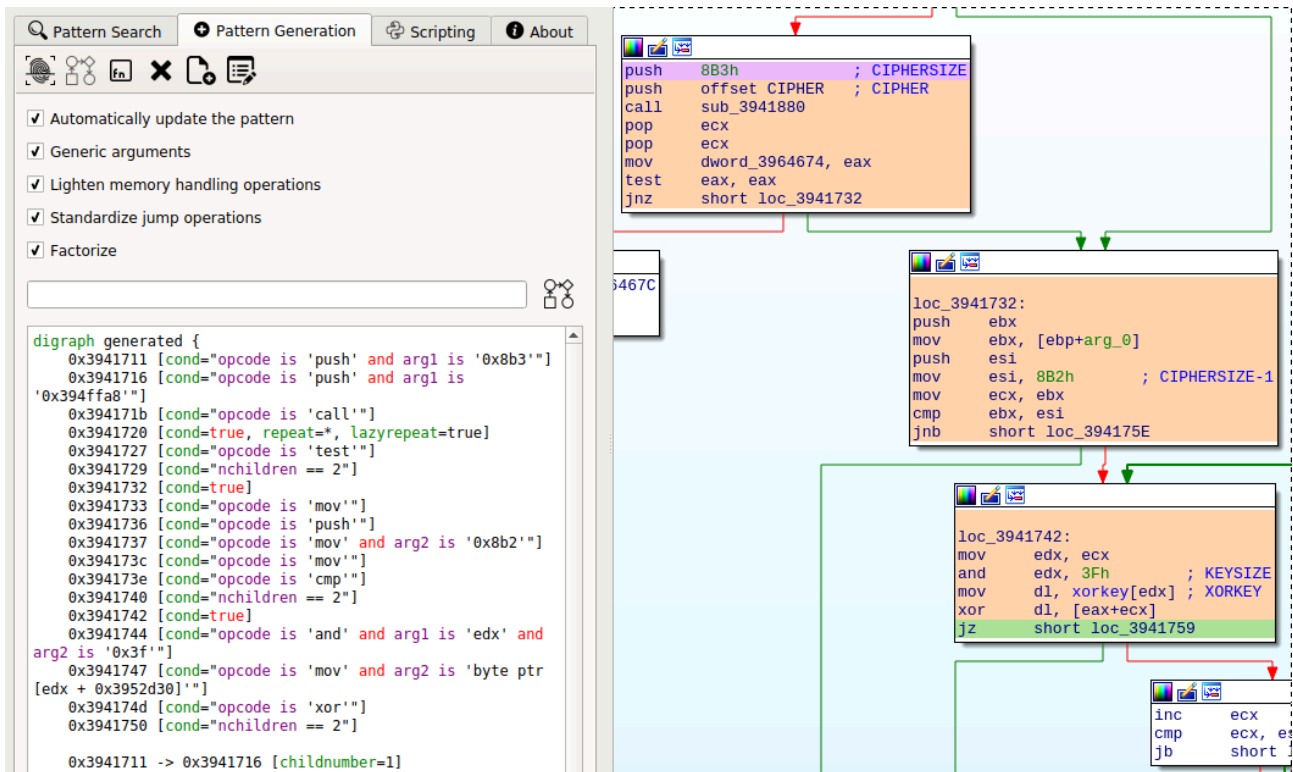 Pattern Search
Pattern Generation
Scripting
About
fn
Automatically update the pattern
Generic arguments
Lighten memory handling operations
Standardize jump operations
Factorize
digraph generated {
0x3941711 [cond="opcode is 'push' and arg1 is '0x8b3'"]
0x3941716 [cond="opcode is 'push' and arg1 is
'0x394ffa8'"]
0x394171b [cond="opcode is 'call'"]
0x3941720 [cond=true, repeat=*, lazyrepeat=true]
0x3941727 [cond="opcode is 'test'"]
0x3941729 [cond="nchildren == 2"]
0x3941732 [cond=true]
0x3941733 [cond="opcode is 'mov'"]
0x3941736 [cond="opcode is 'push'"]
0x3941737 [cond="opcode is 'mov' and arg2 is '0x8b2'"]
0x394173c [cond="opcode is 'mov'"]
0x394173e [cond="opcode is 'cmp'"]
0x3941740 [cond="nchildren == 2"]
0x3941742 [cond=true]
0x3941744 [cond="opcode is 'and' and arg1 is 'edx' and
arg2 is '0x3f'"]
0x3941747 [cond="opcode is 'mov' and arg2 is 'byte ptr
[edx + 0x3952d30]'"]
0x394174d [cond="opcode is 'xor'"]
0x3941750 [cond="nchildren == 2"]
0x3941711 -> 0x3941716 [childnumber=1]
push 8B3h ; CIPHERSIZE
push offset CIPHER ; CIPHER
call sub_3941880
pop ecx
pop ecx
mov dword_3964674, eax
test eax, eax
jnz short loc_3941732
6467C
loc_3941732:
push ebx
mov ebx, [ebp+arg_0]
push esi
mov esi, 8B2h ; CIPHERSIZE-1
mov ecx, ebx
cmp ebx, esi
jnb short loc_394175E
loc_3941742:
mov edx, ecx
and edx, 3Fh ; KEYSIZE
mov dl, xorkey[edx] ; XORKEY
xor dl, [eax+ecx]
jz short loc_3941759
inc ecx
cmp ecx, es
jb short